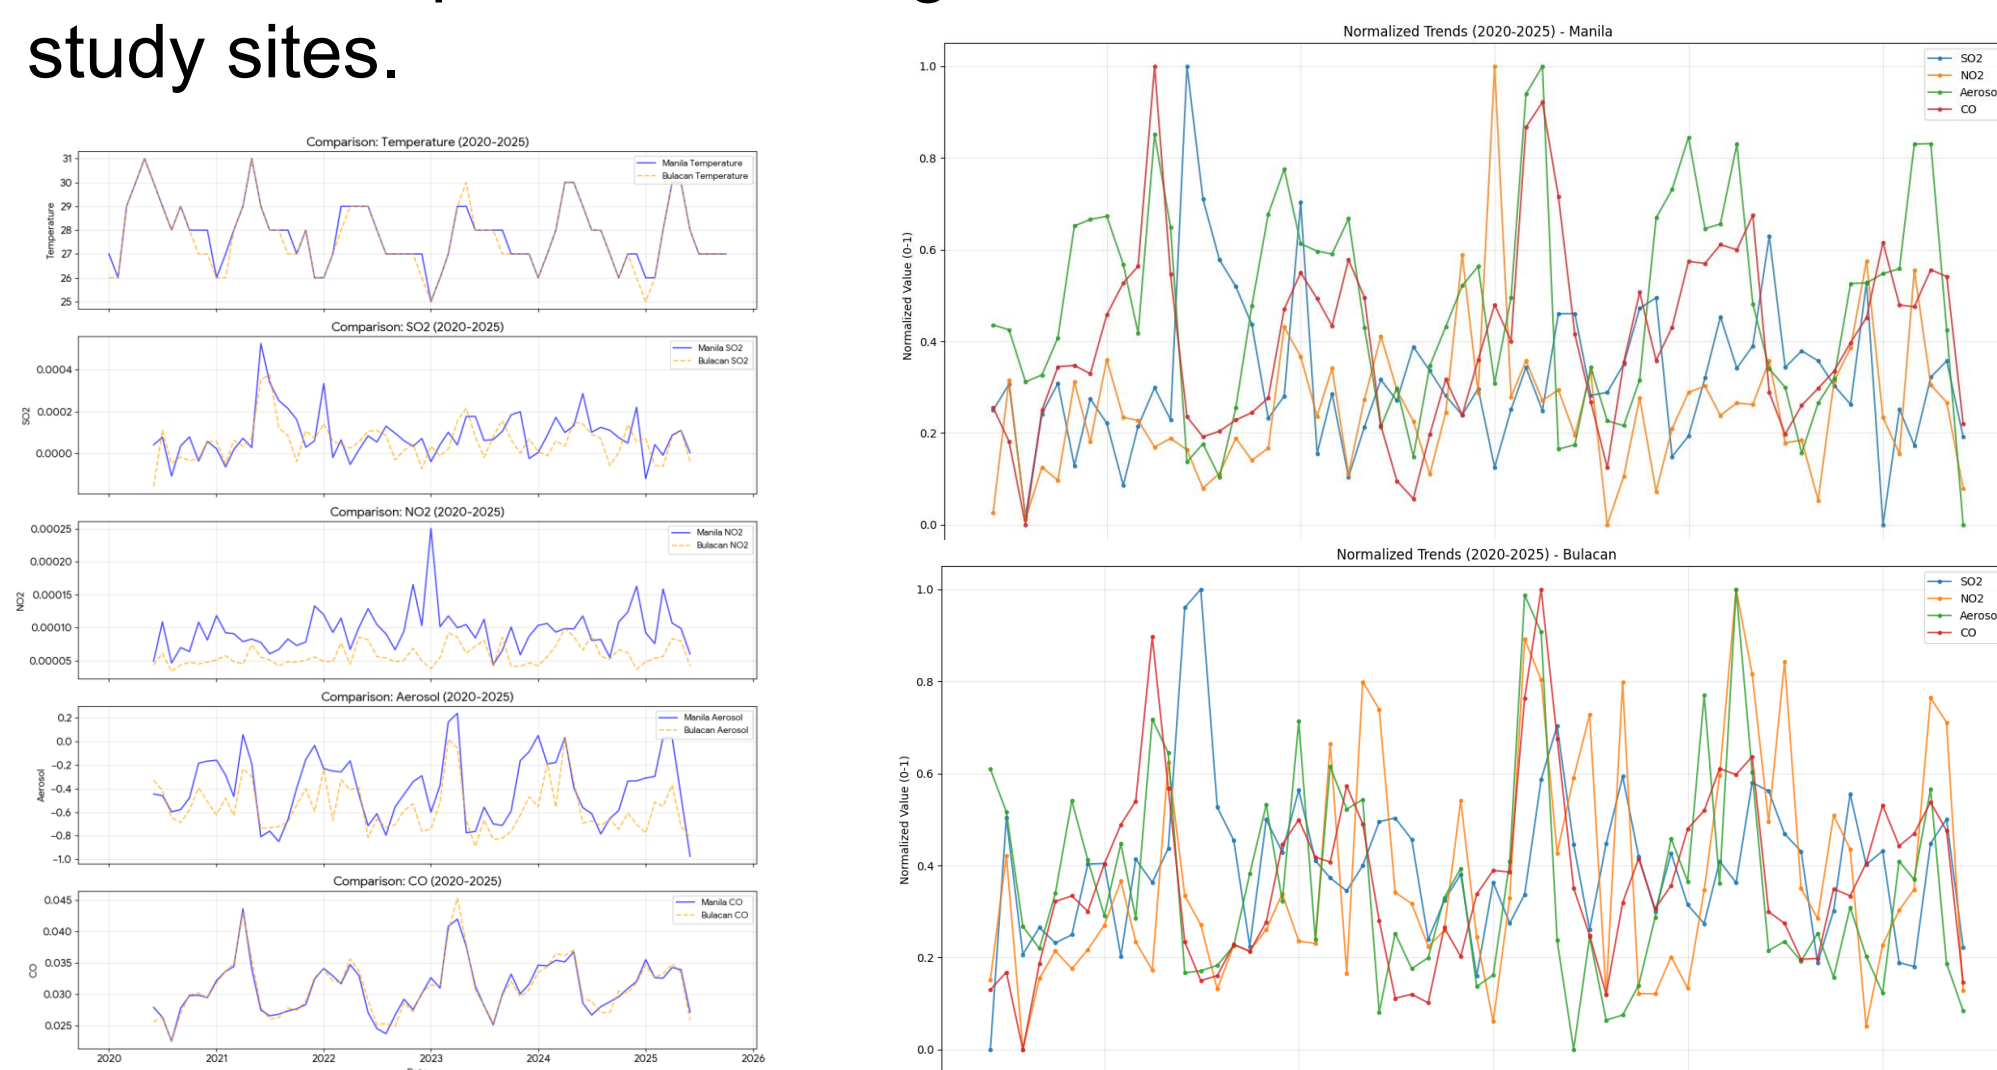 study sites.
Comparison: Temperature (2020-2025)
Manila Temperature
Bulacan Temperature
Temperature
31
30
29
28
27
26
25
Comparison: SO2 (2020-2025)
Manila SO2
Bulacan SO2
SO2
0.0004
0.0002
0.0000
Comparison: NO2 (2020-2025)
Manila NO2
Bulacan NO2
NO2
0.00025
0.00020
0.00015
0.00010
0.00005
Comparison: Aerosol (2020-2025)
Manila Aerosol
Bulacan Aerosol
Aerosol
0.2
0.0
−0.2
−0.4
−0.6
−0.8
−1.0
Comparison: CO (2020-2025)
Manila CO
Bulacan CO
CO
0.045
0.040
0.035
0.030
0.025
2020 2021 2022 2023 2024 2025 2026
Normalized Trends (2020-2025) - Manila
SO2
NO2
Aeroso
CO
Normalized Value (0-1)
1.0
0.8
0.6
0.4
0.2
0.0
Normalized Trends (2020-2025) - Bulacan
SO2
NO2
Aeroso
CO
Normalized Value (0-1)
1.0
0.8
0.6
0.4
0.2
0.0